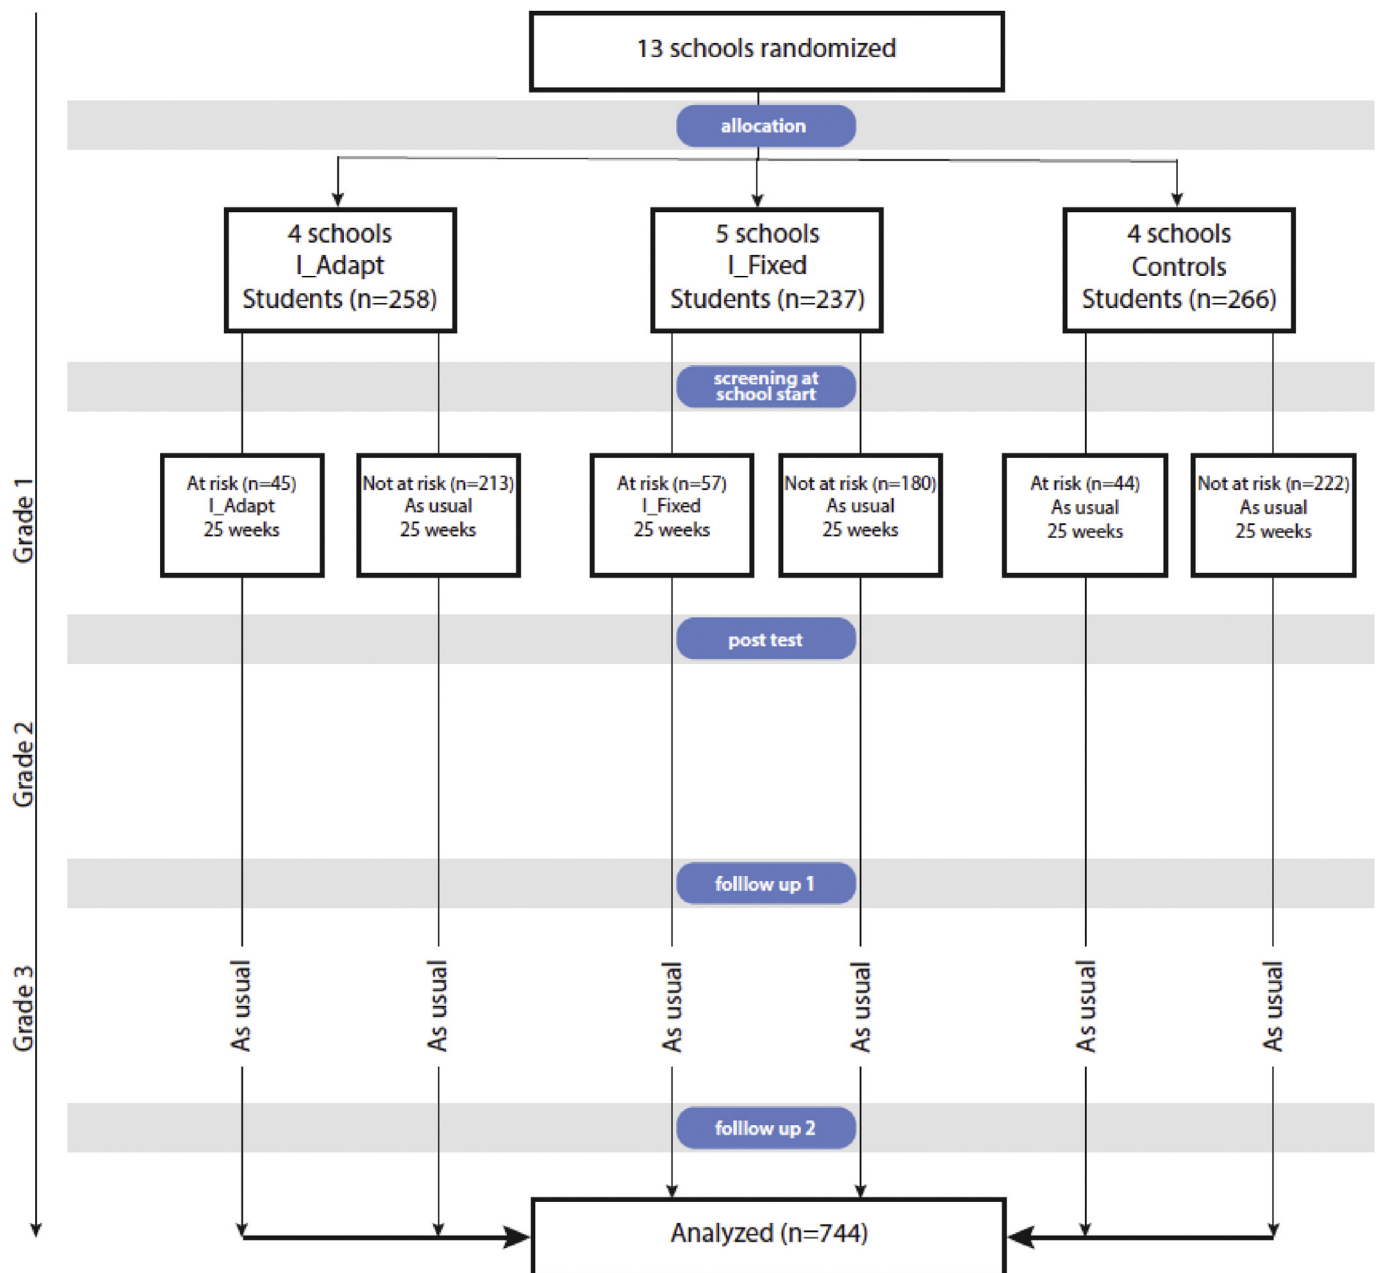 13 schools randomized
allocation
4 schools
I_Adapt
Students (n=258)
5 schools
I_Fixed
Students (n=237)
4 schools
Controls
Students (n=266)
screening at
school start
Grade 1
At risk (n=45)
I_Adapt
25 weeks
Not at risk (n=213)
As usual
25 weeks
At risk (n=57)
I_Fixed
25 weeks
Not at risk (n=180)
As usual
25 weeks
At risk (n=44)
As usual
25 weeks
Not at risk (n=222)
As usual
25 weeks
post test
Grade 2
folllow up 1
Grade 3
As usual
As usual
As usual
As usual
As usual
As usual
folllow up 2
Analyzed (n=744)